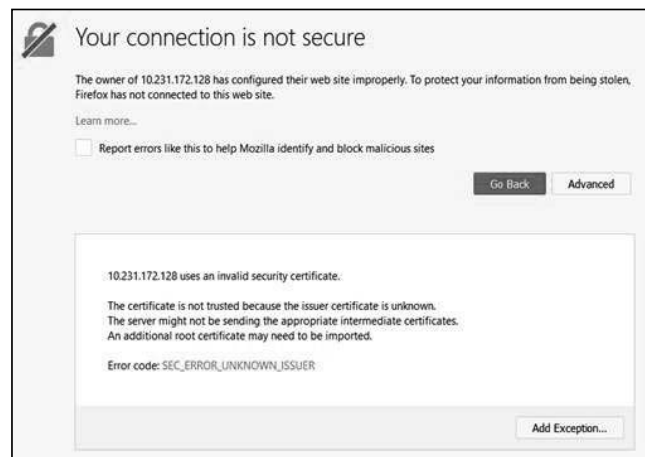 Your connection is not secure
The owner of 10.231.172.128 has configured their web site improperly. To protect your information from being stolen,
Firefox has not connected to this web site.
Learn more...
Report errors like this to help Mozilla identify and block malicious sites
Go Back
Advanced
10.231.172.128 uses an invalid security certificate.
The certificate is not trusted because the issuer certificate is unknown.
The server might not be sending the appropriate intermediate certificates.
An additional root certificate may need to be imported.
Error code: SEC_ERROR_UNKNOWN_ISSUER
Add Exception...